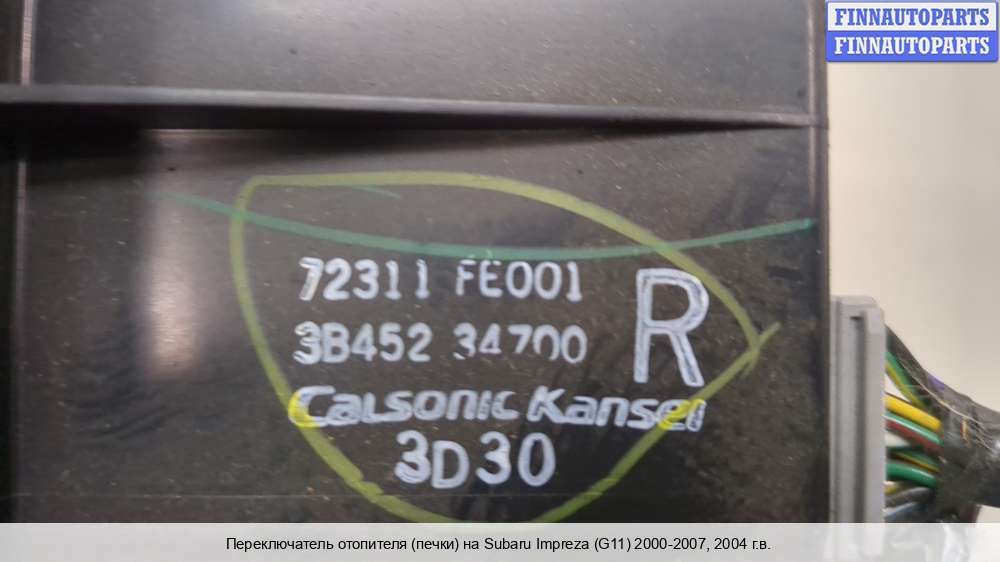 FINNAUTOPARTS
FINNAUTOPARTS
72311 FE001
3B452 34700
R
Calsonic Kansei
3D30
Переключатель отопителя (печки) на Subaru Impreza (G11) 2000-2007, 2004 г.в.